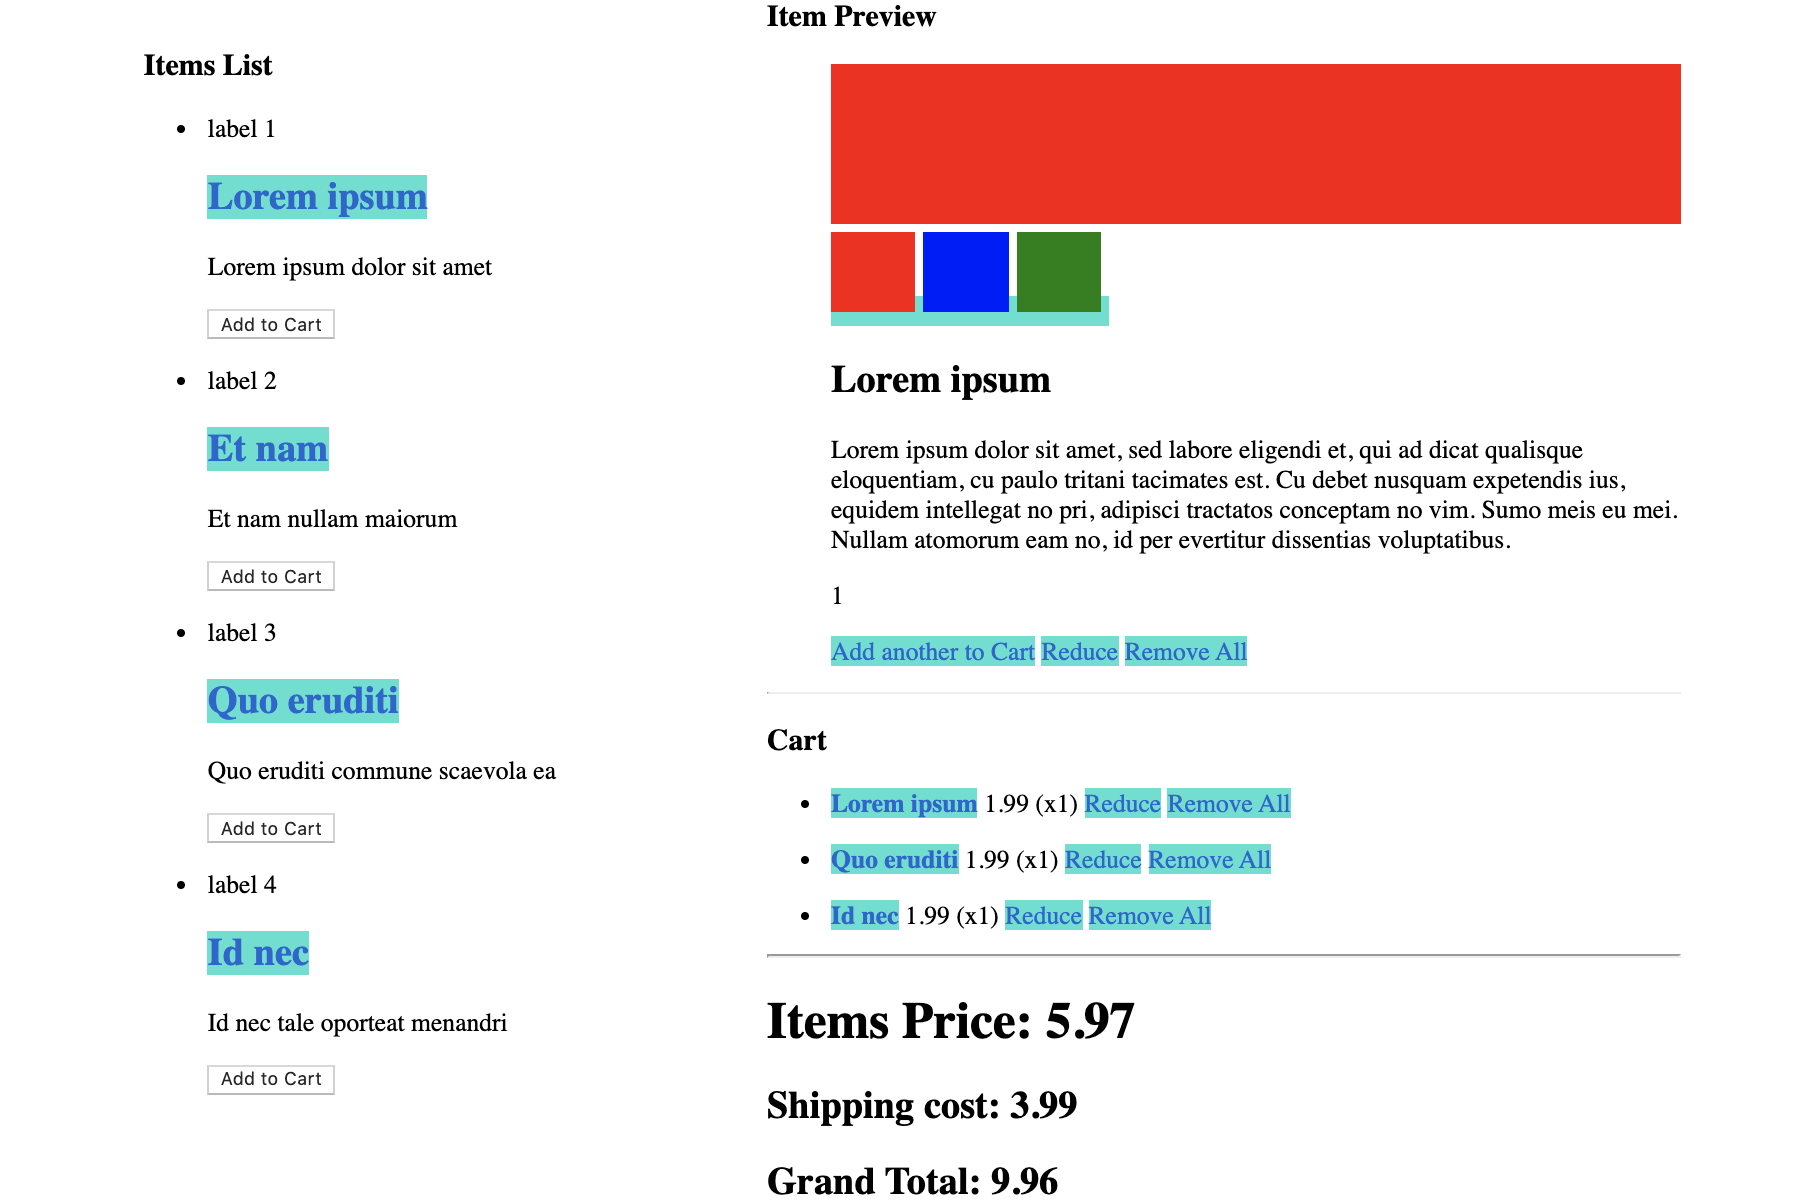 Items List
label 1
Lorem ipsum
Lorem ipsum dolor sit amet
Add to Cart
label 2
Et nam
Et nam nullam maiorum
Add to Cart
label 3
Quo eruditi
Quo eruditi commune scaevola ea
Add to Cart
label 4
Id nec
Id nec tale oporteat menandri
Add to Cart
Item Preview
Lorem ipsum
Lorem ipsum dolor sit amet, sed labore eligendi et, qui ad dicat qualisque
eloquentiam, cu paulo tritani tacimates est. Cu debet nusquam expetendis ius,
equidem intellegat no pri, adipisci tractatos conceptam no vim. Sumo meis eu mei.
Nullam atomorum eam no, id per evertitur dissentias voluptatibus.
1
Add another to Cart Reduce Remove All
Cart
Lorem ipsum 1.99 (x1) Reduce Remove All
Quo eruditi 1.99 (x1) Reduce Remove All
Id nec 1.99 (x1) Reduce Remove All
Items Price: 5.97
Shipping cost: 3.99
Grand Total: 9.96